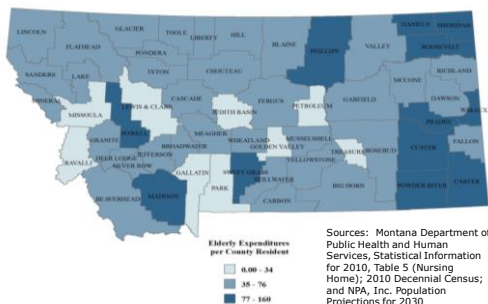 GLACIER
LINCOLN
TOOLE
LIBERTY
HILL
DANIELS
SHERIDAN
FLATHEAD
BLAINE
PHILLIPS
VALLEY
ROOSEVELT
PONDERA
SANDERS
LAKE
TETON
CHOUTEAU
RICHLAND
MCCONE
MINERAL
LEWIS & CLARK
CASCADE
FERGUS
PETROLEUM
GARFIELD
DAWSON
WIBAUX
MISSOULA
JUDITH BASIN
POWELL
PRAIRIE
GRANITE
MEAGHER
WHEATLAND
MUSSELSHELL
GOLDEN VALLEY
TREASURE
ROSEBUD
CUSTER
FALLON
RAVALLI
DEER LODGE
JEFFERSON
BROADWATER
SILVER BOW
YELLOWSTONE
GALLATIN
SWEET GRASS
STILLWATER
PARK
BIG HORN
POWDER RIVER
CARTER
BEAVERHEAD
MADISON
CARBON
Elderly Expenditures
per County Resident
0.00 - 34
35 - 76
77 - 160
Sources: Montana Department of
Public Health and Human
Services, Statistical Information
for 2010, Table 5 (Nursing
Home); 2010 Decennial Census;
and NPA, Inc. Population
Projections for 2030